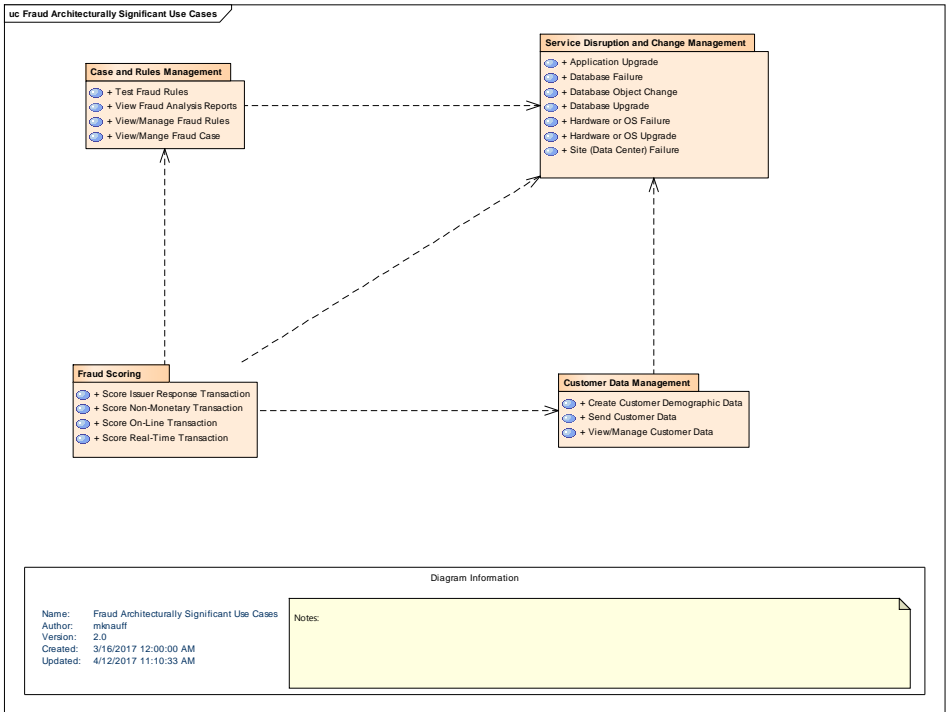 uc Fraud Architecturally Significant Use Cases
Case and Rules Management
+ Test Fraud Rules
+ View Fraud Analysis Reports
+ View/Manage Fraud Rules
+ View/Mange Fraud Case
Service Disruption and Change Management
+ Application Upgrade
+ Database Failure
+ Database Object Change
+ Database Upgrade
+ Hardware or OS Failure
+ Hardware or OS Upgrade
+ Site (Data Center) Failure
Fraud Scoring
+ Score Issuer Response Transaction
+ Score Non-Monetary Transaction
+ Score On-Line Transaction
+ Score Real-Time Transaction
Customer Data Management
+ Create Customer Demographic Data
+ Send Customer Data
+ View/Manage Customer Data
Diagram Information
Name: Fraud Architecturally Significant Use Cases
Author: mknauff
Version: 2.0
Created: 3/16/2017 12:00:00 AM
Updated: 4/12/2017 11:10:33 AM
Notes: